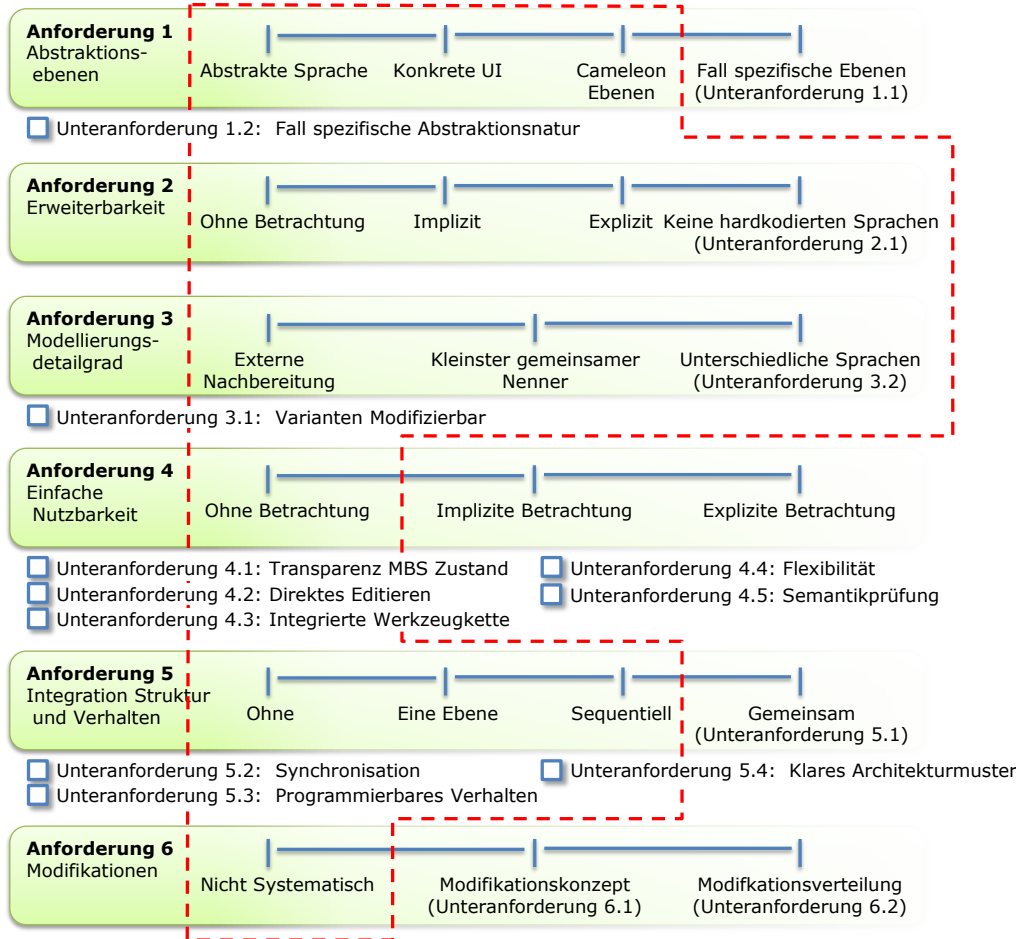 Anforderung 1
Abstraktions-
ebenen
Abstrakte Sprache
Konkrete UI
Cameleon
Ebenen
Fall spezifische Ebenen
(Unteranforderung 1.1)
Unteranforderung 1.2: Fall spezifische Abstraktionsnatur
Anforderung 2
Erweiterbarkeit
Ohne Betrachtung
Implizit
Explizit
Keine hardkodierten Sprachen
(Unteranforderung 2.1)
Anforderung 3
Modellierungs-
detailgrad
Externe
Nachbereitung
Kleinster gemeinsamer
Nenner
Unterschiedliche Sprachen
(Unteranforderung 3.2)
Unteranforderung 3.1: Varianten Modifizierbar
Anforderung 4
Einfache
Nutzbarkeit
Ohne Betrachtung
Implizite Betrachtung
Explizite Betrachtung
Unteranforderung 4.1: Transparenz MBS Zustand
Unteranforderung 4.2: Direktes Editieren
Unteranforderung 4.3: Integrierte Werkzeugkette
Unteranforderung 4.4: Flexibilität
Unteranforderung 4.5: Semantikprüfung
Anforderung 5
Integration Struktur
und Verhalten
Ohne
Eine Ebene
Sequentiell
Gemeinsam
(Unteranforderung 5.1)
Unteranforderung 5.2: Synchronisation
Unteranforderung 5.3: Programmierbares Verhalten
Unteranforderung 5.4: Klares Architekturmuster
Anforderung 6
Modifikationen
Nicht Systematisch
Modifikationskonzept
(Unteranforderung 6.1)
Modifkationsverteilung
(Unteranforderung 6.2)